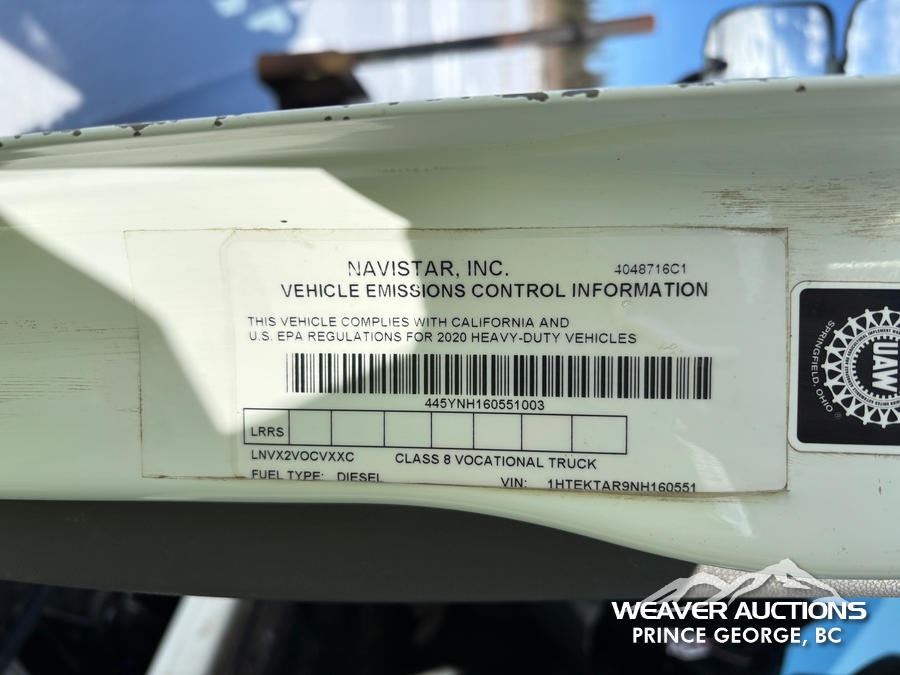 NAVISTAR, INC. 4048716C1
VEHICLE EMISSIONS CONTROL INFORMATION
THIS VEHICLE COMPLIES WITH CALIFORNIA AND
U.S. EPA REGULATIONS FOR 2020 HEAVY-DUTY VEHICLES
445YNH160551003
LRRS
LNVX2VOCVXXC CLASS 8 VOCATIONAL TRUCK
FUEL TYPE: DIESEL VIN: 1HTEKTAR9NH160551
SPRINGFIELD, OHIO
UAW
WEAVER AUCTIONS
PRINCE GEORGE, BC